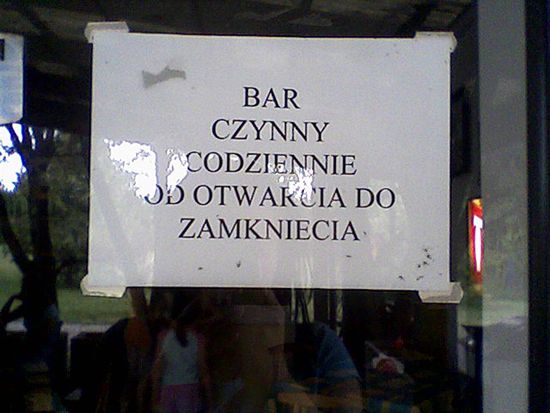 BAR
CZYNNY
CODZIENNIE
OD OTWARCIA DO
ZAMKNIECIA